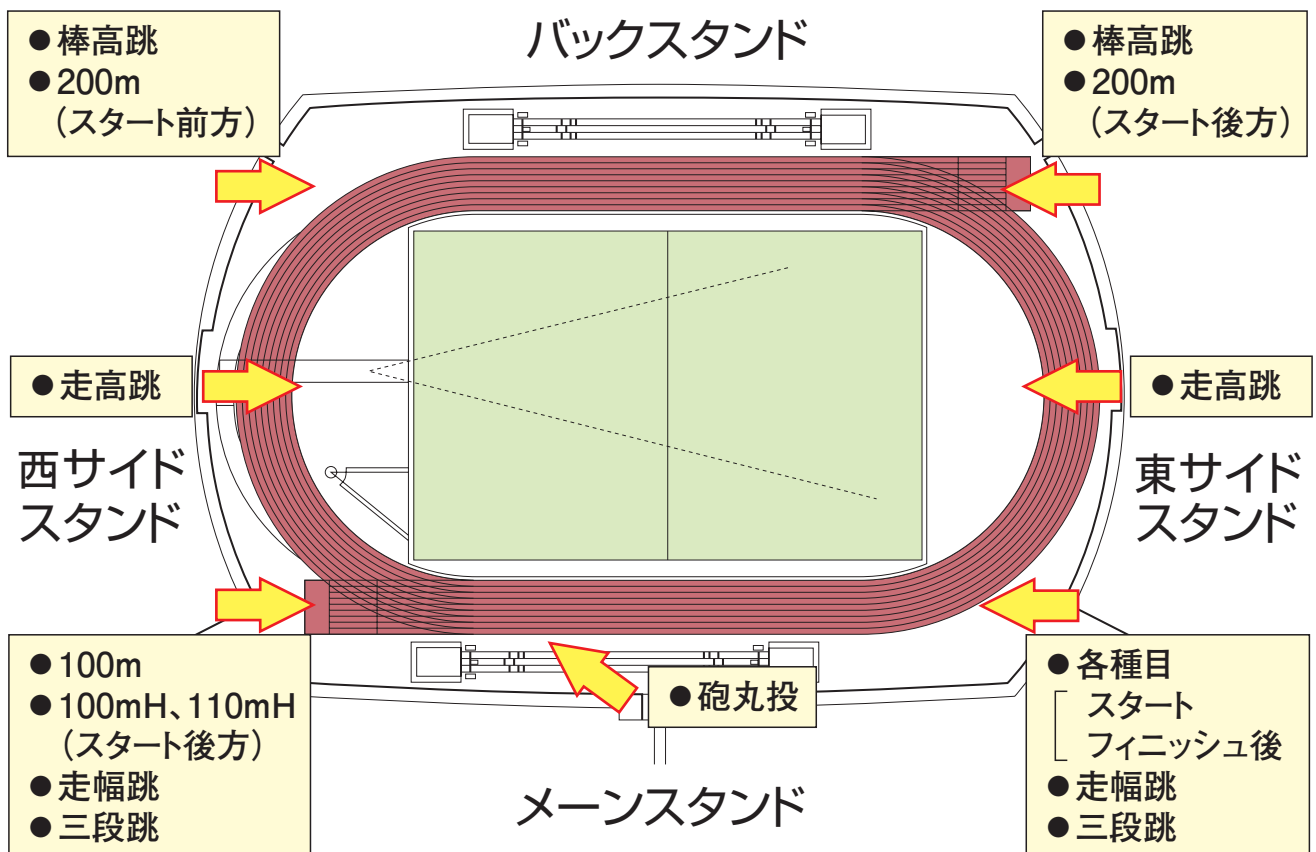 バックスタンド
●棒高跳
●200m
（スタート前方）
●棒高跳
●200m
（スタート後方）
●走高跳
●走高跳
西サイド
スタンド
東サイド
スタンド
●100m
●100mH、110mH
（スタート後方）
●走幅跳
●三段跳
●砲丸投
●各種目
スタート
フィニッシュ後
●走幅跳
●三段跳
メーンスタンド